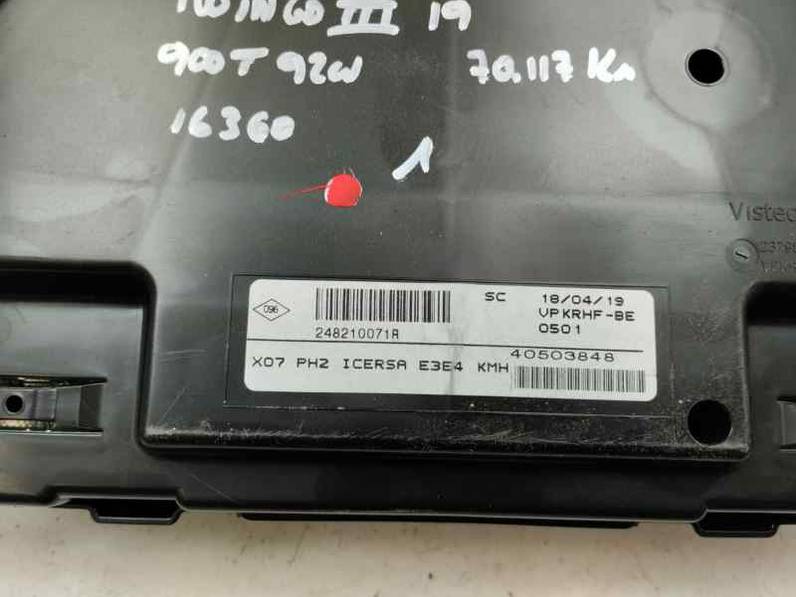 TWINGO III 19
900T 92W 70.117 Km
16360
1
Visteo
096
248210071R
SC 18/04/19
VPKRHF-BE
0501
X07 PH2 ICERSA E3E4 KMH
40503848